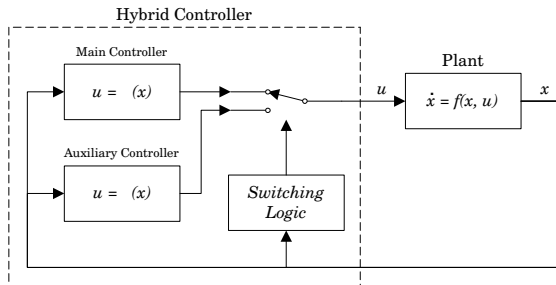 Hybrid Controller
Main Controller
u = (x)
Auxiliary Controller
u = (x)
Switching
Logic
u
Plant
ẋ = f(x, u)
x